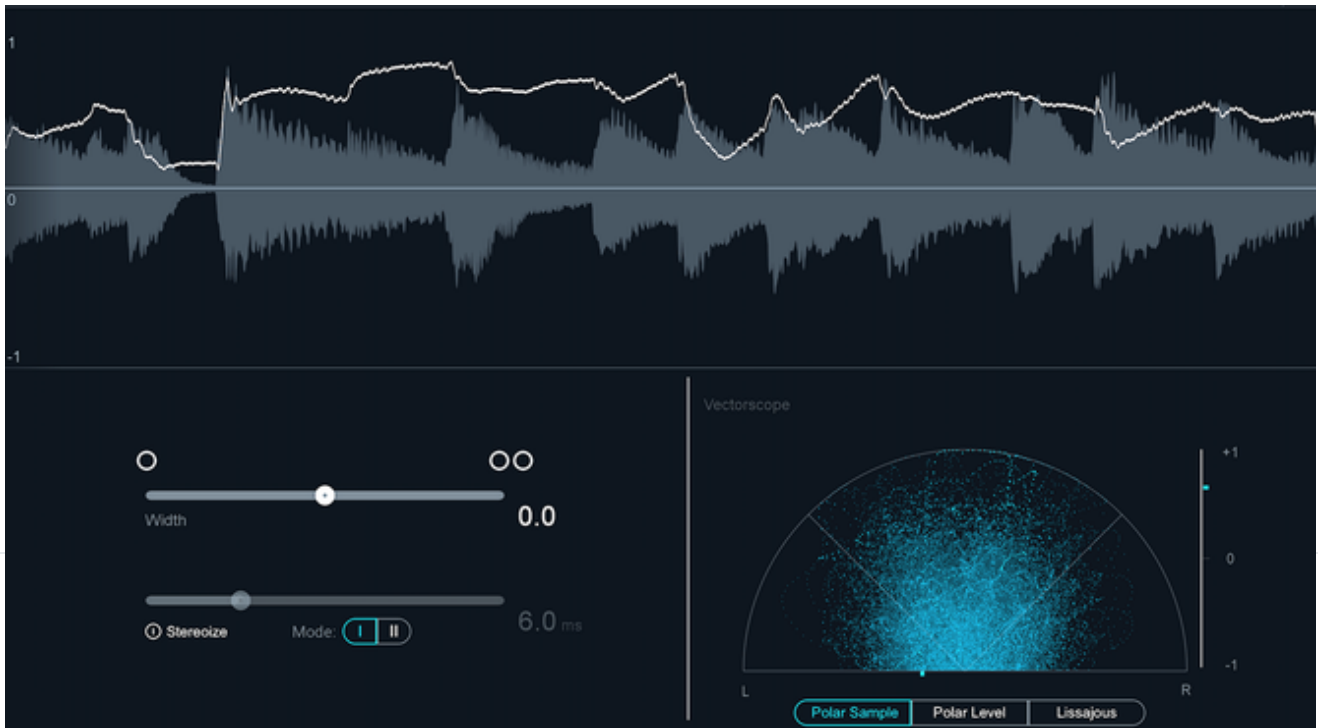 1
0
-1
Vectorscope
+1
Width
0.0
0
Stereoize
Mode:
I
II
6.0 ms
-1
L
R
Polar Sample
Polar Level
Lissajous